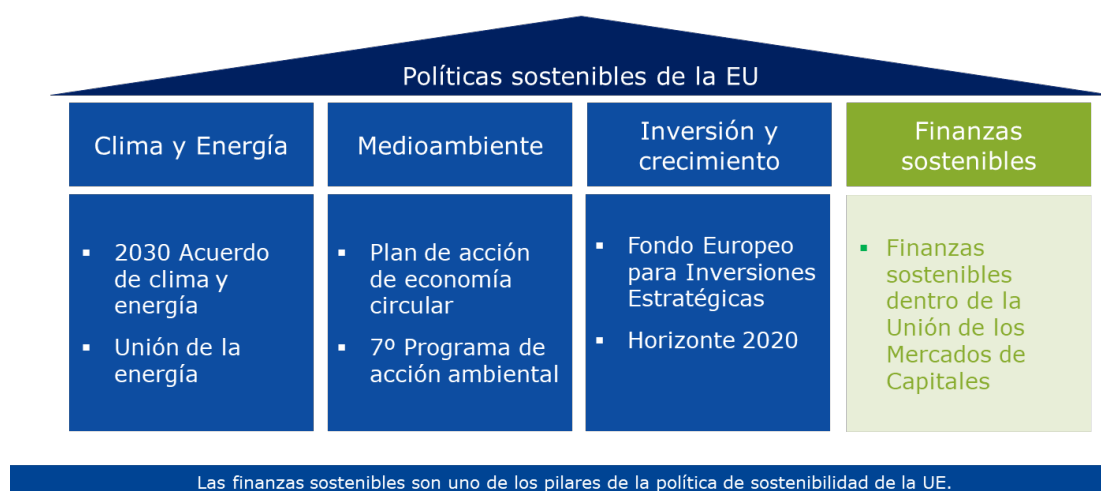 Políticas sostenibles de la EU
Clima y Energía
Medioambiente
Inversión y
crecimiento
Finanzas
sostenibles
▪ 2030 Acuerdo
de clima y
energía
▪ Unión de la
energía
▪ Plan de acción
de economía
circular
▪ 7º Programa de
acción ambiental
▪ Fondo Europeo
para Inversiones
Estratégicas
▪ Horizonte 2020
▪ Finanzas
sostenibles
dentro de la
Unión de los
Mercados de
Capitales
Las finanzas sostenibles son uno de los pilares de la política de sostenibilidad de la UE.